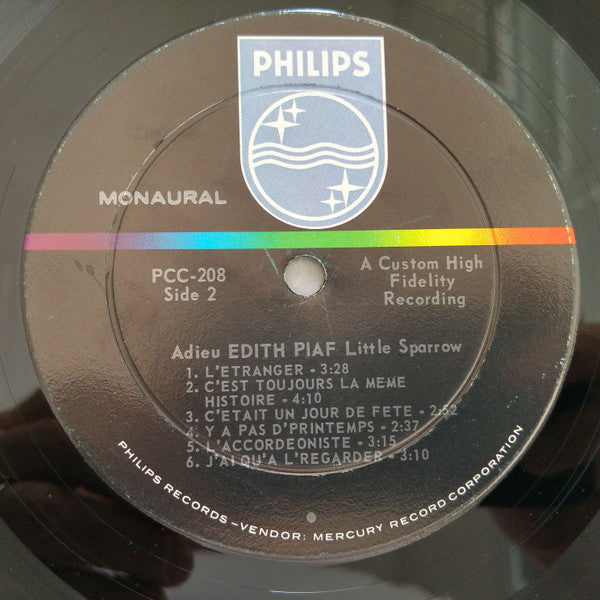 PHILIPS
MONAURAL
PCC-208
Side 2
A Custom High
Fidelity
Recording
Adieu EDITH PIAF Little Sparrow
1. L'ETRANGER - 3:28
2. C'EST TOUJOURS LA MEME
HISTOIRE - 4:10
3. C'ETAIT UN JOUR DE FETE - 2:52
4. Y A PAS D'PRINTEMPS - 2:37
5. L'ACCORDEONISTE - 3:15
6. J'AI QU'A L'REGARDER - 3:10
PHILIPS RECORDS - VENDOR: MERCURY RECORD CORPORATION